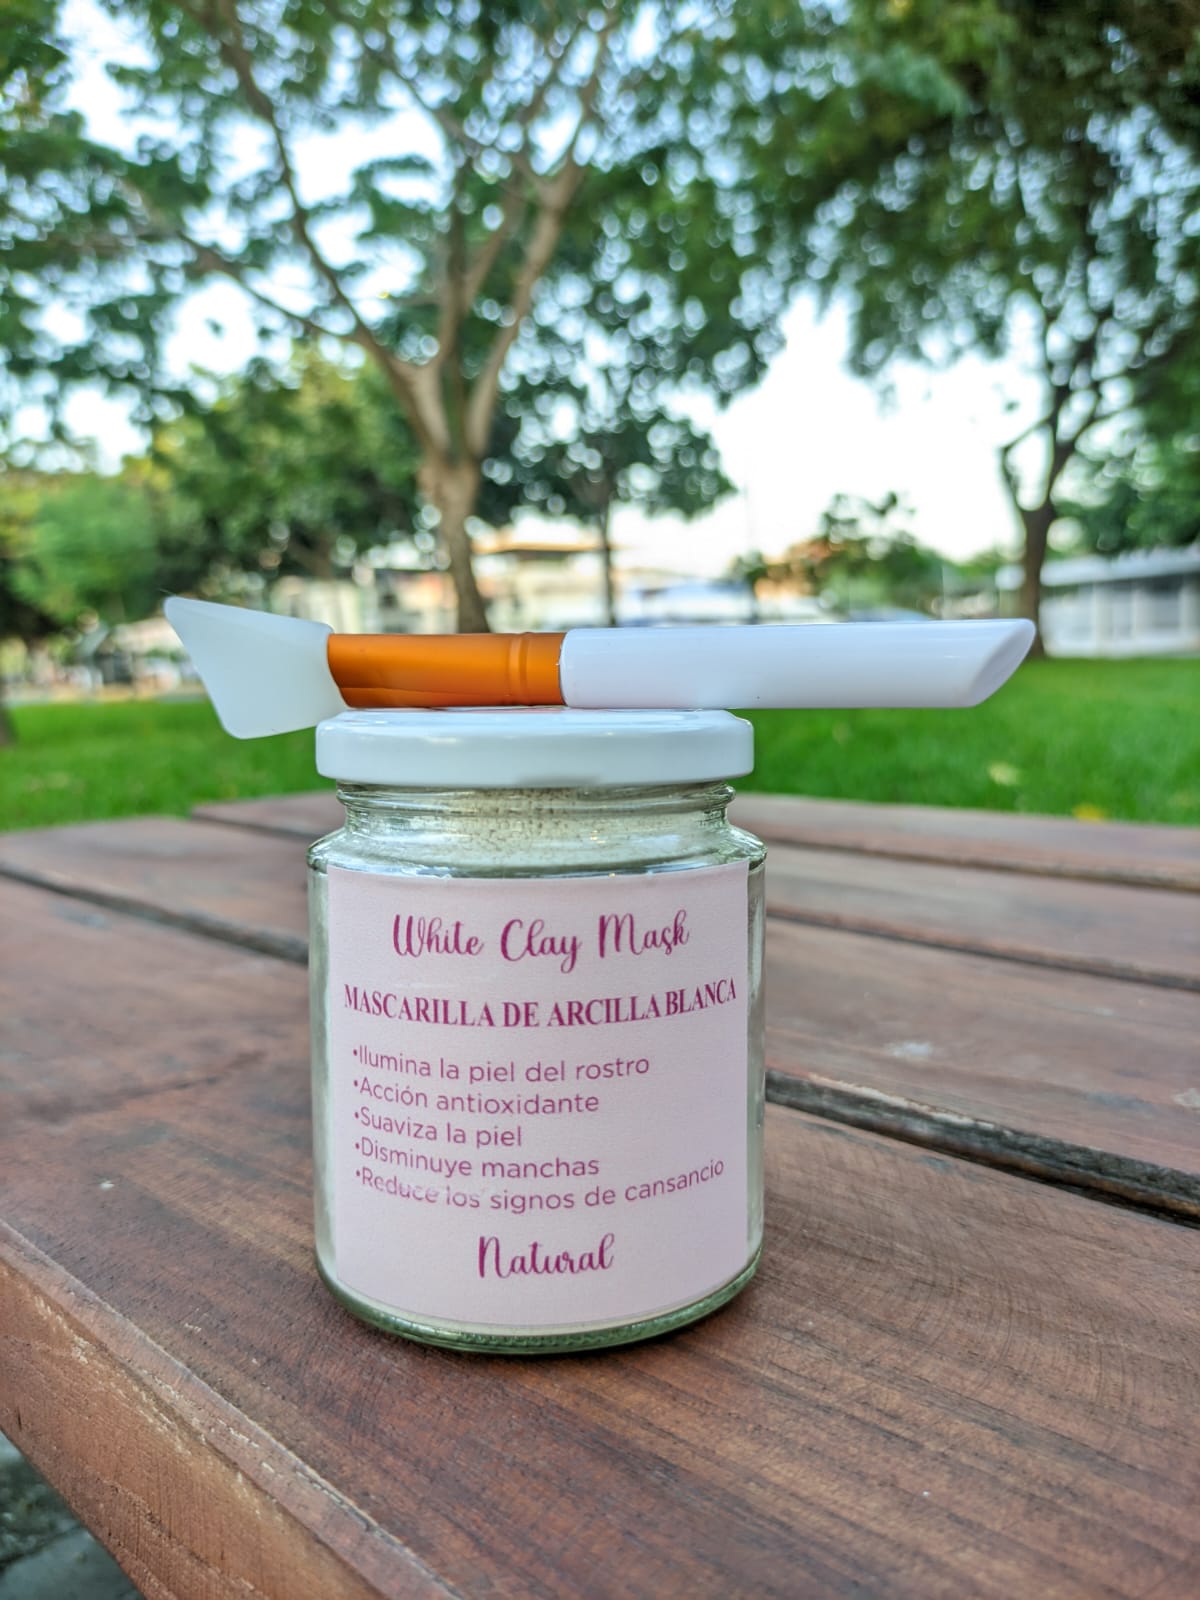 White Clay Mask
MASCARILLA DE ARCILLA BLANCA
•Ilumina la piel del rostro
•Acción antioxidante
•Suaviza la piel
•Disminuye manchas
•Reduce los signos de cansancio
Natural